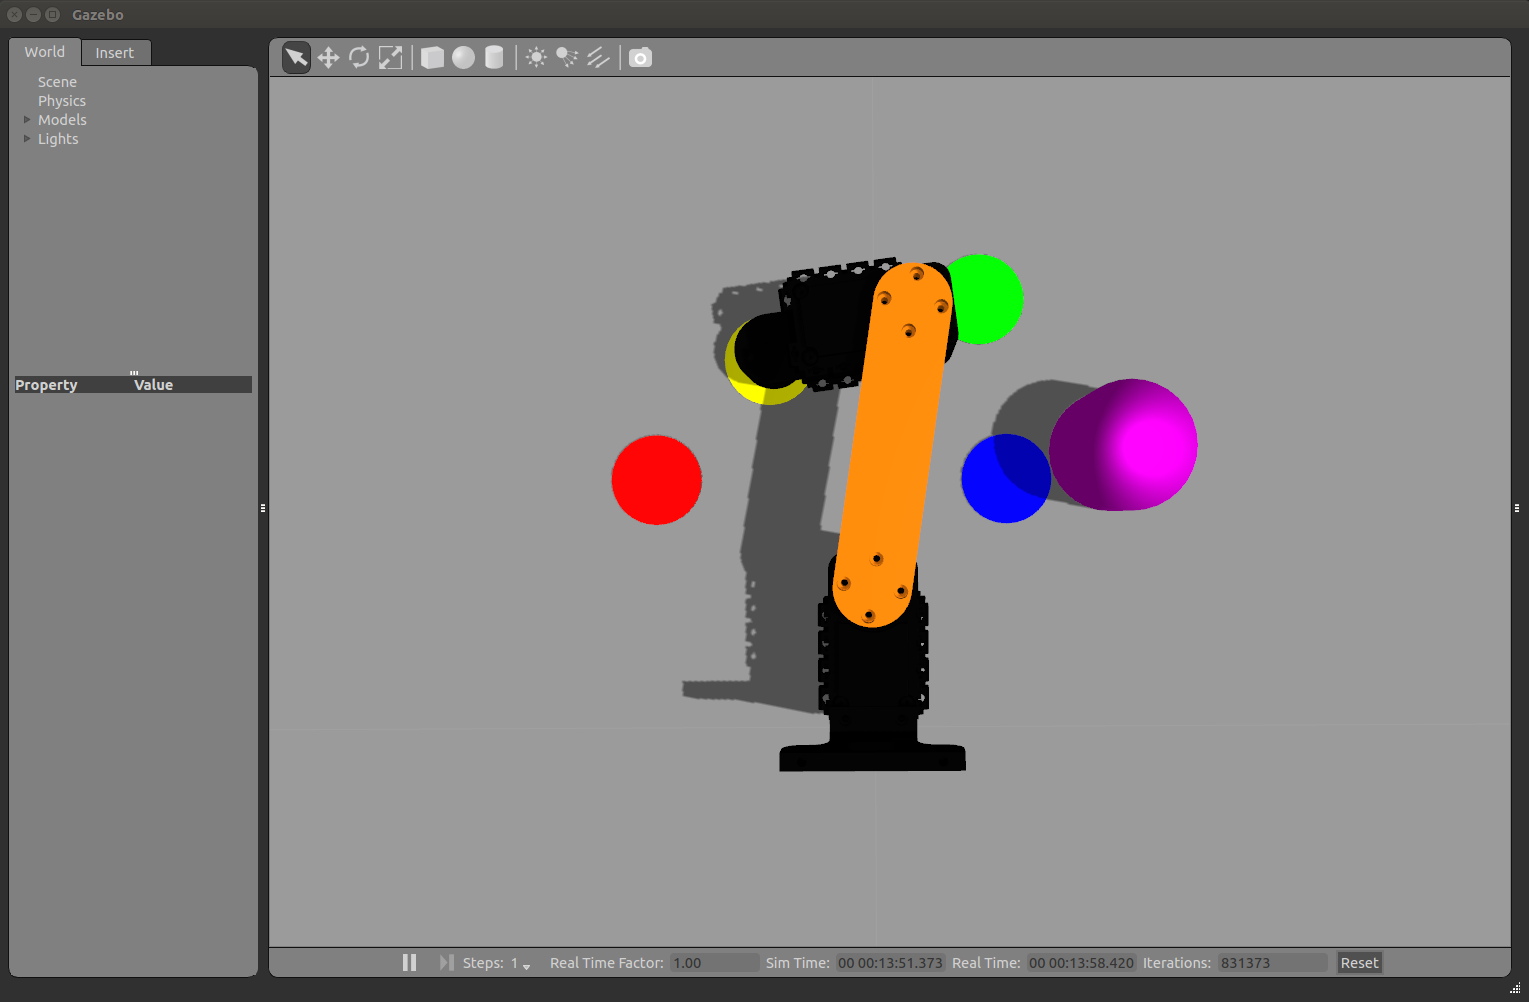 Gazebo
World Insert
Scene
Physics
Models
Lights
Property Value
Steps: 1 Real Time Factor: 1.00 Sim Time: 00 00:13:51.373 Real Time: 00 00:13:58.420 Iterations: 831373 Reset